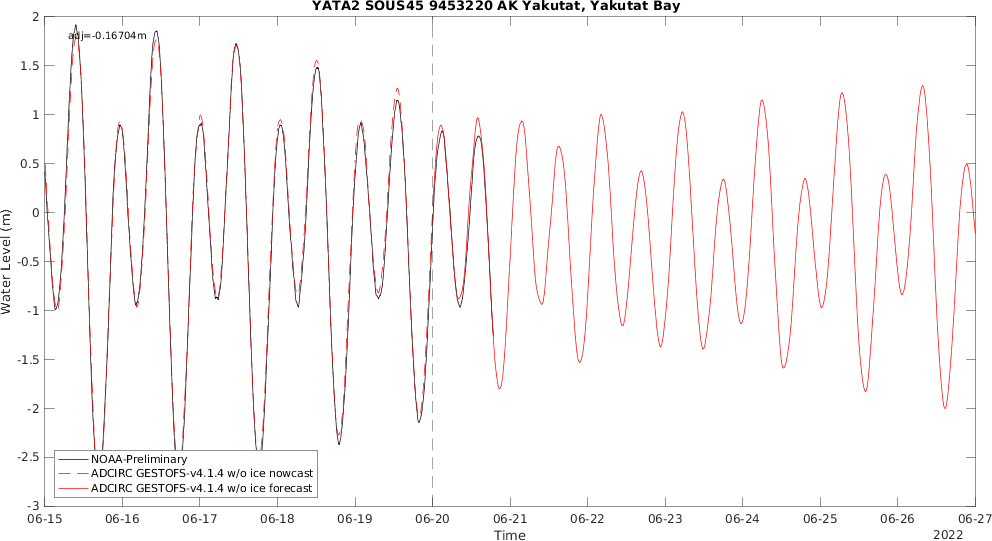 YATA2 SOUS45 9453220 AK Yakutat, Yakutat Bay
adj=-0.16704m
2
1.5
1
0.5
0
-0.5
-1
-1.5
-2
-2.5
-3
Water Level (m)
NOAA-Preliminary
ADCIRC GESTOFS-v4.1.4 w/o ice nowcast
ADCIRC GESTOFS-v4.1.4 w/o ice forecast
06-15 06-16 06-17 06-18 06-19 06-20 06-21 06-22 06-23 06-24 06-25 06-26 06-27
Time
2022